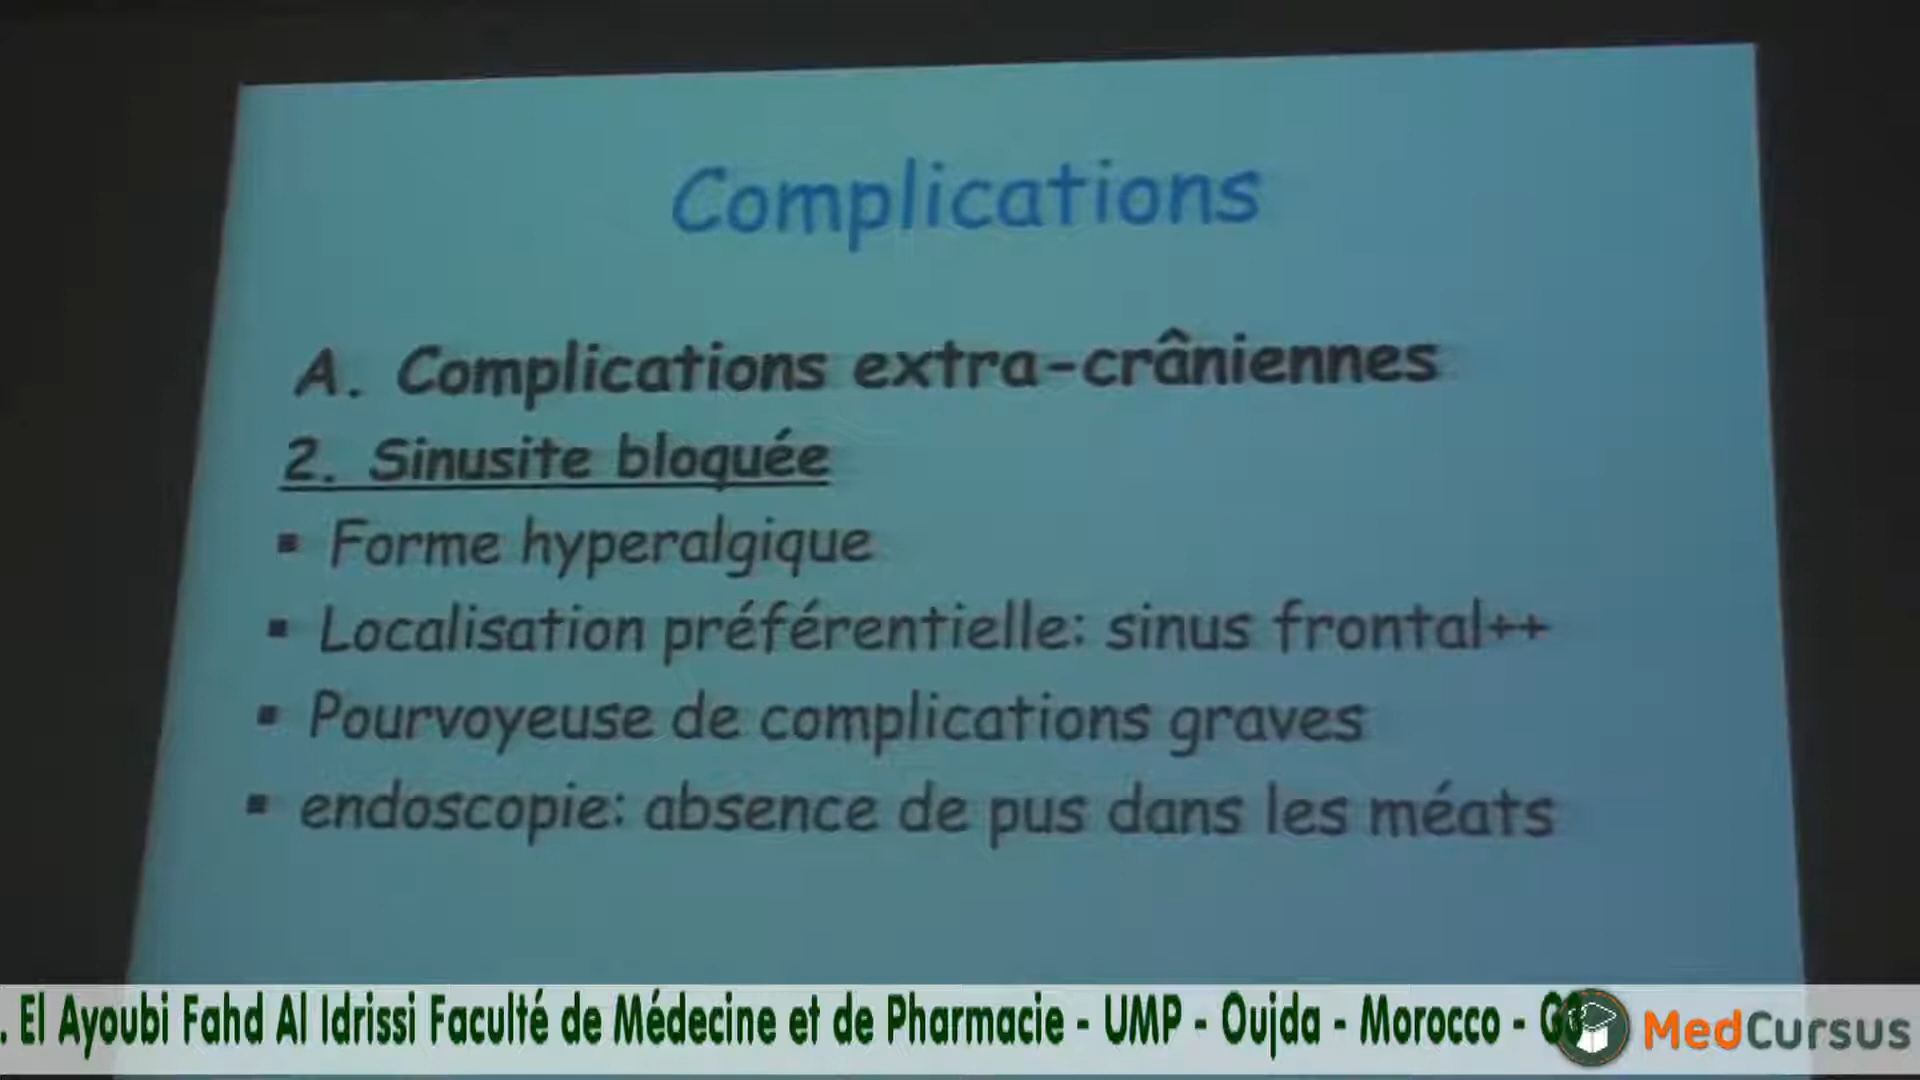 Complications
A. Complications extra-crâniennes
2. Sinusite bloquée
▪ Forme hyperalgique
▪ Localisation préférentielle: sinus frontal++
▪ Pourvoyeuse de complications graves
▪ endoscopie: absence de pus dans les méats
. El Ayoubi Fahd Al Idrissi Faculté de Médecine et de Pharmacie - UMP - Oujda - Morocco -
MedCursus